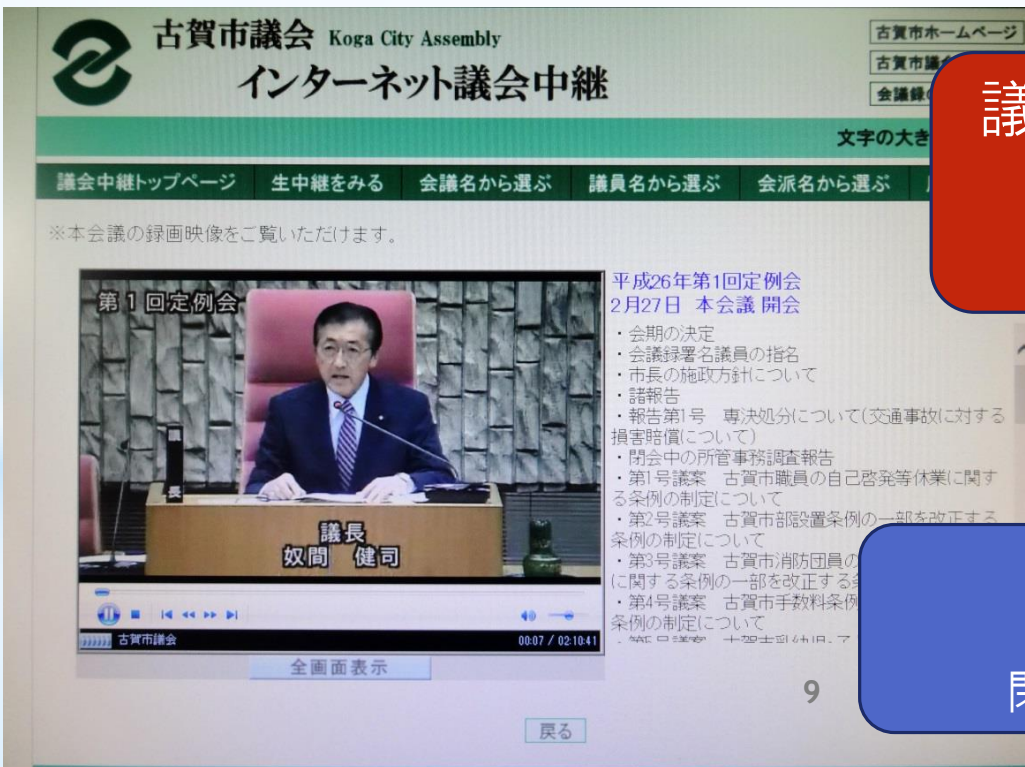 古賀市議会 Koga City Assembly
インターネット議会中継
古賀市ホームページ
古賀市議会
会議録の
文字の大き
議
議会中継トップページ 生中継をみる 会議名から選ぶ 議員名から選ぶ 会派名から選ぶ
※本会議の録画映像をご覧いただけます。
第1回定例会
議長
議長
奴間 健司
古賀市議会 00:07 / 02:10:41
全画面表示
平成26年第1回定例会
2月27日 本会議 開会
・会期の決定
・会議録署名議員の指名
・市長の施政方針について
・諸報告
・報告第1号 専決処分について(交通事故に対する
損害賠償について)
・閉会中の所管事務調査報告
・第1号議案 古賀市職員の自己啓発等休業に関す
る条例の制定について
・第2号議案 古賀市部設置条例の一部を改正する
条例の制定について
・第3号議案 古賀市消防団員の
に関する条例の一部を改正する
・第4号議案 古賀市手数料条例
条例の制定について
9
戻る